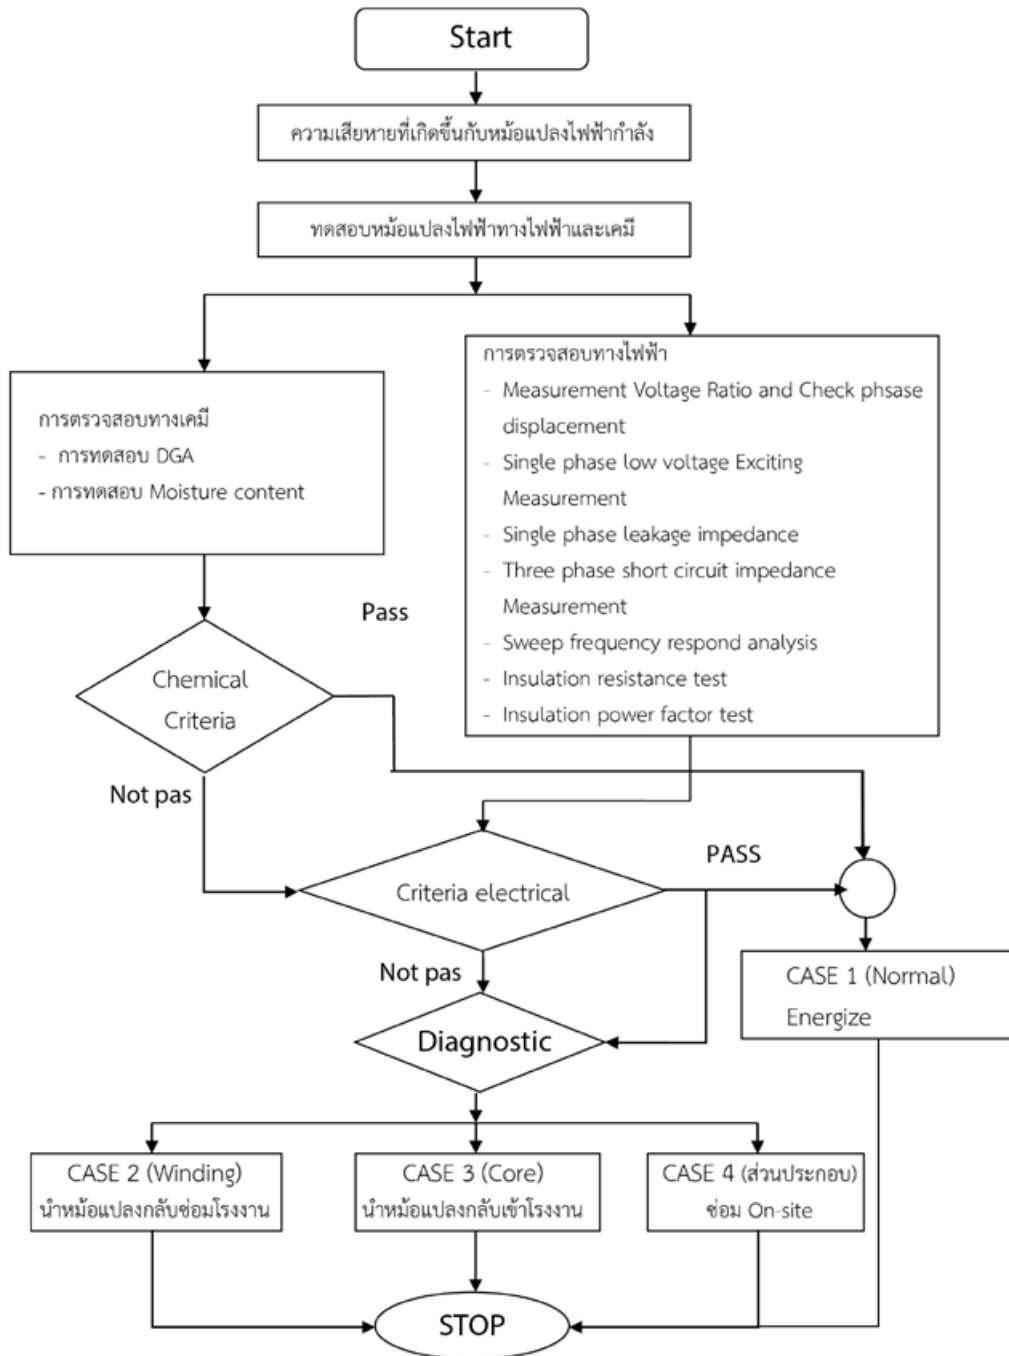 Start
ความเสียหายที่เกิดขึ้นกับหม้อแปลงไฟฟ้ากำลัง
ทดสอบหม้อแปลงไฟฟ้าทางไฟฟ้าและเคมี
การตรวจสอบทางเคมี
- การทดสอบ DGA
- การทดสอบ Moisture content
การตรวจสอบทางไฟฟ้า
- Measurement Voltage Ratio and Check phsase
displacement
- Single phase low voltage Exciting
Measurement
- Single phase leakage impedance
- Three phase short circuit impedance
Measurement
- Sweep frequency respond analysis
- Insulation resistance test
- Insulation power factor test
Pass
Chemical
Criteria
Not pas
PASS
Criteria electrical
Not pas
CASE 1 (Normal)
Energize
Diagnostic
CASE 2 (Winding)
นำหม้อแปลงกลับซ่อมโรงงาน
CASE 3 (Core)
นำหม้อแปลงกลับเข้าโรงงาน
CASE 4 (ส่วนประกอบ)
ซ่อม On-site
STOP